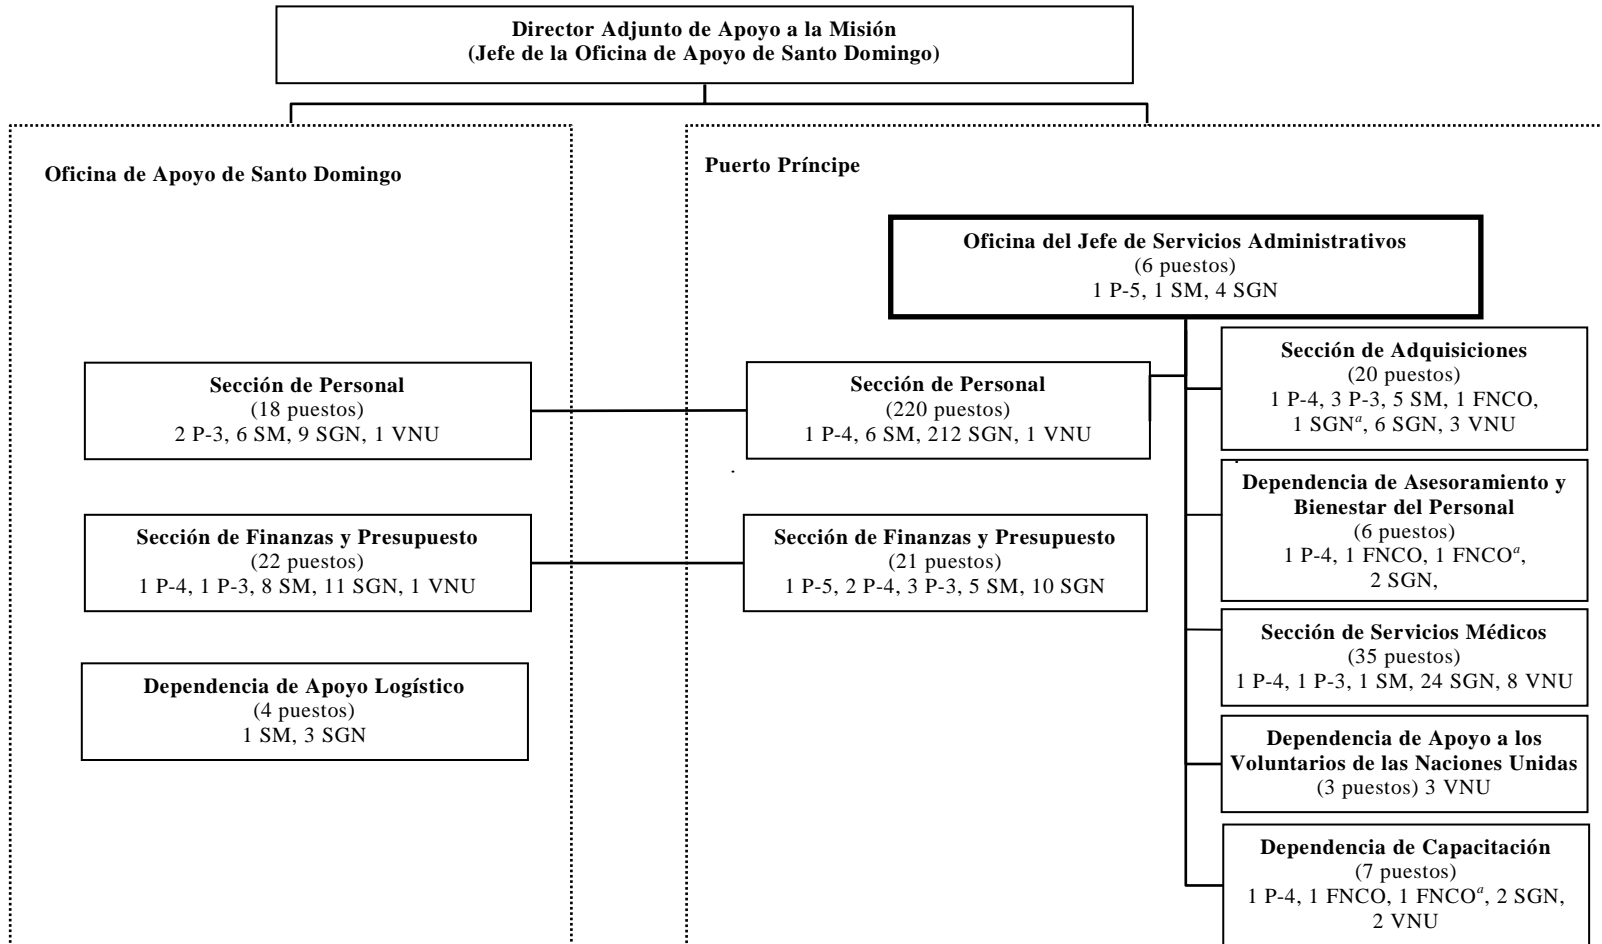 Director Adjunto de Apoyo a la Misión
(Jefe de la Oficina de Apoyo de Santo Domingo)
Oficina de Apoyo de Santo Domingo
Sección de Personal
(18 puestos)
2 P-3, 6 SM, 9 SGN, 1 VNU
Sección de Finanzas y Presupuesto
(22 puestos)
1 P-4, 1 P-3, 8 SM, 11 SGN, 1 VNU
Dependencia de Apoyo Logístico
(4 puestos)
1 SM, 3 SGN
Puerto Príncipe
Oficina del Jefe de Servicios Administrativos
(6 puestos)
1 P-5, 1 SM, 4 SGN
Sección de Personal
(220 puestos)
1 P-4, 6 SM, 212 SGN, 1 VNU
Sección de Finanzas y Presupuesto
(21 puestos)
1 P-5, 2 P-4, 3 P-3, 5 SM, 10 SGN
Sección de Adquisiciones
(20 puestos)
1 P-4, 3 P-3, 5 SM, 1 FNCO,
1 SGNᵃ, 6 SGN, 3 VNU
Dependencia de Asesoramiento y
Bienestar del Personal
(6 puestos)
1 P-4, 1 FNCO, 1 FNCOᵃ,
2 SGN,
Sección de Servicios Médicos
(35 puestos)
1 P-4, 1 P-3, 1 SM, 24 SGN, 8 VNU
Dependencia de Apoyo a los
Voluntarios de las Naciones Unidas
(3 puestos) 3 VNU
Dependencia de Capacitación
(7 puestos)
1 P-4, 1 FNCO, 1 FNCOᵃ, 2 SGN,
2 VNU